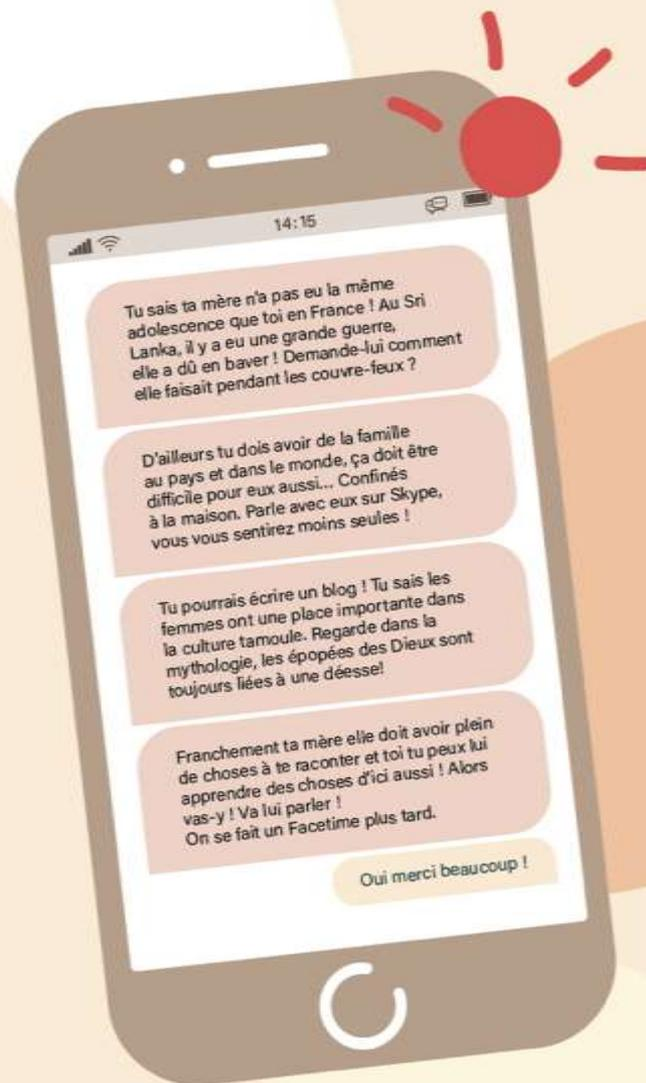 14:15
Tu sais ta mère n'a pas eu la même
adolescence que toi en France ! Au Sri
Lanka, il y a eu une grande guerre,
elle a dû en baver ! Demande-lui comment
elle faisait pendant les couvre-feux ?
D'ailleurs tu dois avoir de la famille
au pays et dans le monde, ça doit être
difficile pour eux aussi... Confinés
à la maison. Parle avec eux sur Skype,
vous vous sentirez moins seules !
Tu pourrais écrire un blog ! Tu sais les
femmes ont une place importante dans
la culture tamoule. Regarde dans la
mythologie, les épopées des Dieux sont
toujours liées à une déesse!
Franchement ta mère elle doit avoir plein
de choses à te raconter et toi tu peux lui
apprendre des choses d'ici aussi ! Alors
vas-y ! Va lui parler !
On se fait un Facetime plus tard.
Oui merci beaucoup !